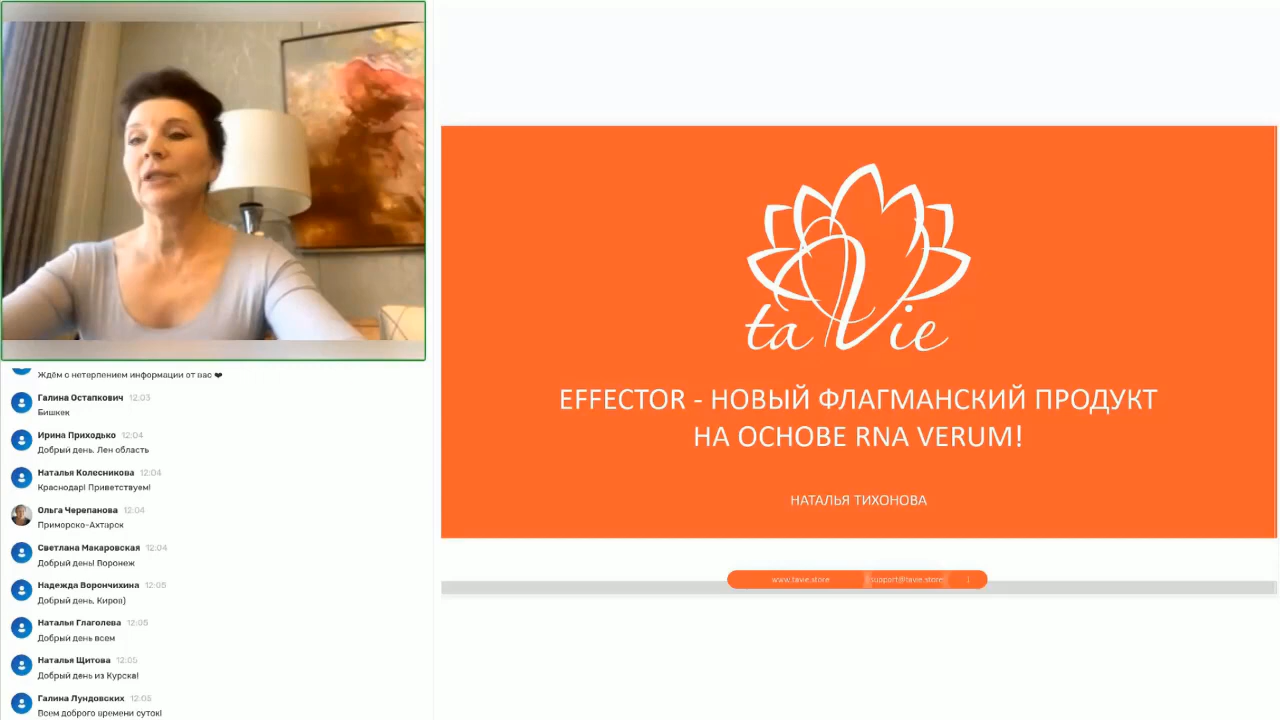 Ждём с нетерпением информации от вас ❤
Галина Остапкович 12:03
Бишкек
Ирина Приходько 12:04
Добрый день. Лен область
Наталья Колесникова 12:04
Краснодар! Приветствуем!
Ольга Черепанова 12:04
Приморско-Ахтарск
Светлана Макаровская 12:04
Добрый день! Воронеж
Надежда Ворончихина 12:05
Добрый день, Киров)
Наталья Глаголева 12:05
Добрый день всем
Наталья Щитова 12:05
Добрый день из Курска!
Галина Лундовских 12:05
Всем доброго времени суток!
ta Vie
EFFECTOR - НОВЫЙ ФЛАГМАНСКИЙ ПРОДУКТ
НА ОСНОВЕ RNA VERUM!
НАТАЛЬЯ ТИХОНОВА
www.tavie.store support@tavie.store 1